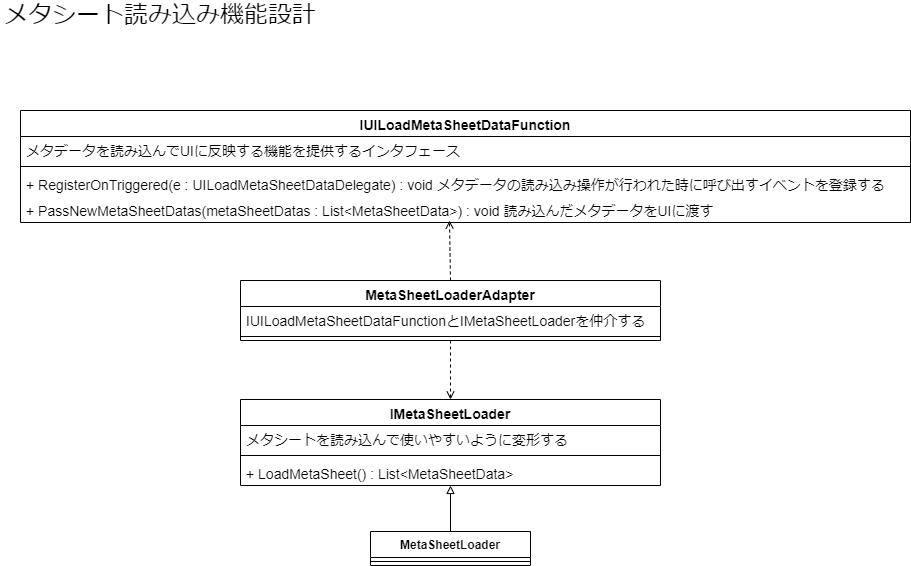 メタシート読み込み機能設計
IUILoadMetaSheetDataFunction
メタデータを読み込んでUIに反映する機能を提供するインタフェース
+ RegisterOnTriggered(e : UILoadMetaSheetDataDelegate) : void メタデータの読み込み操作が行われた時に呼び出すイベントを登録する
+ PassNewMetaSheetDatas(metaSheetDatas : List<MetaSheetData>) : void 読み込んだメタデータをUIに渡す
MetaSheetLoaderAdapter
IUILoadMetaSheetDataFunctionとIMetaSheetLoaderを仲介する
IMetaSheetLoader
メタシートを読み込んで使いやすいように変形する
+ LoadMetaSheet() : List<MetaSheetData>
MetaSheetLoader